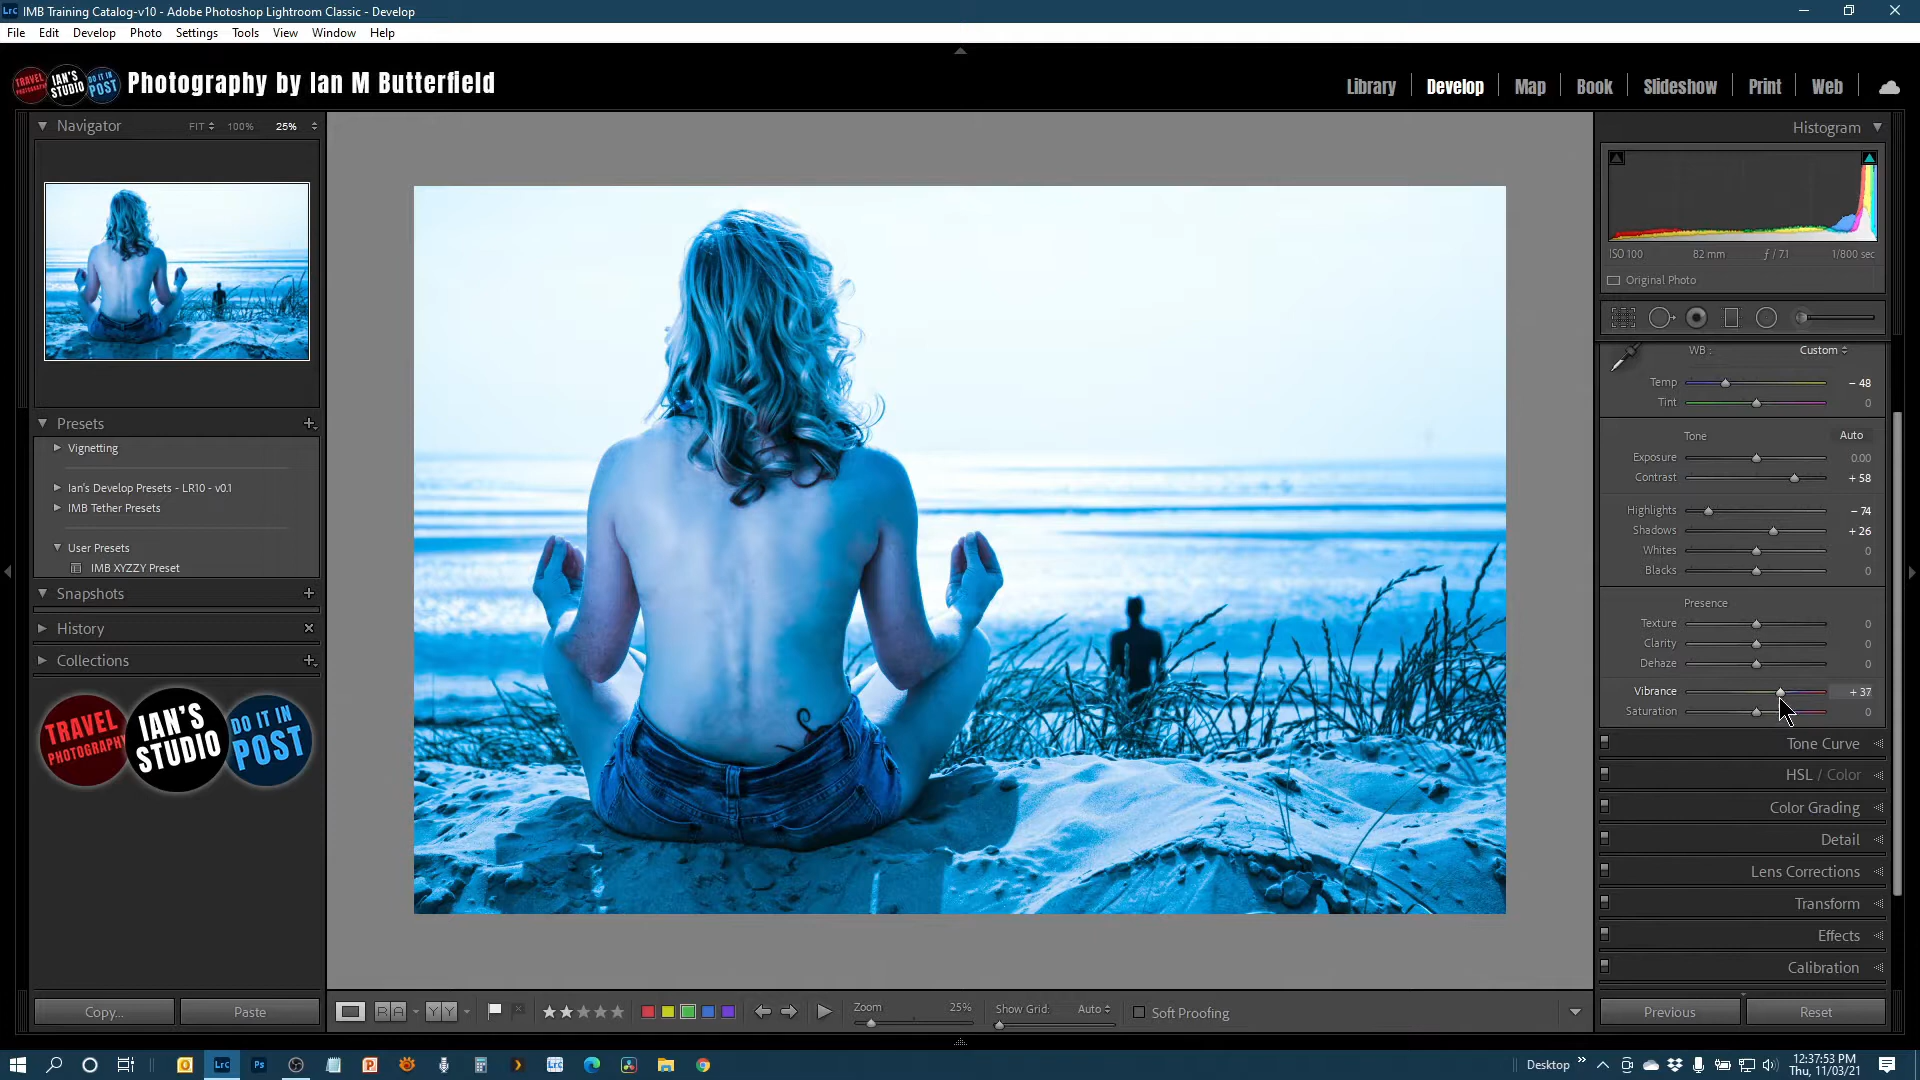 IMB Training Catalog-v10 - Adobe Photoshop Lightroom Classic - Develop
File Edit Develop Photo Settings Tools View Window Help
TRAVEL PHOTOGRAPHY IAN'S STUDIO DO IT IN POST Photography by Ian M Butterfield
Library Develop Map Book Slideshow Print Web
Navigator FIT 100% 25%
Histogram
ISO 100 82 mm ƒ / 7.1 1/800 sec
Original Photo
WB : Custom
Temp – 48
Tint 0
Tone Auto
Exposure 0.00
Contrast + 58
Highlights – 74
Shadows + 26
Whites 0
Blacks 0
Presence
Texture 0
Clarity 0
Dehaze 0
Vibrance + 37
Saturation 0
Tone Curve
HSL / Color
Color Grading
Detail
Lens Corrections
Transform
Effects
Calibration
Previous Reset
Presets
Vignetting
Ian's Develop Presets - LR10 - v0.1
IMB Tether Presets
User Presets
IMB XYZZY Preset
Snapshots
History
Collections
TRAVEL PHOTOGRAPHY
IAN'S STUDIO
DO IT IN POST
Copy... Paste
R A Y Y Zoom 25% Show Grid: Auto Soft Proofing
Lrc Ps Lrc
Desktop 12:37:53 PM
Thu, 11/03/21